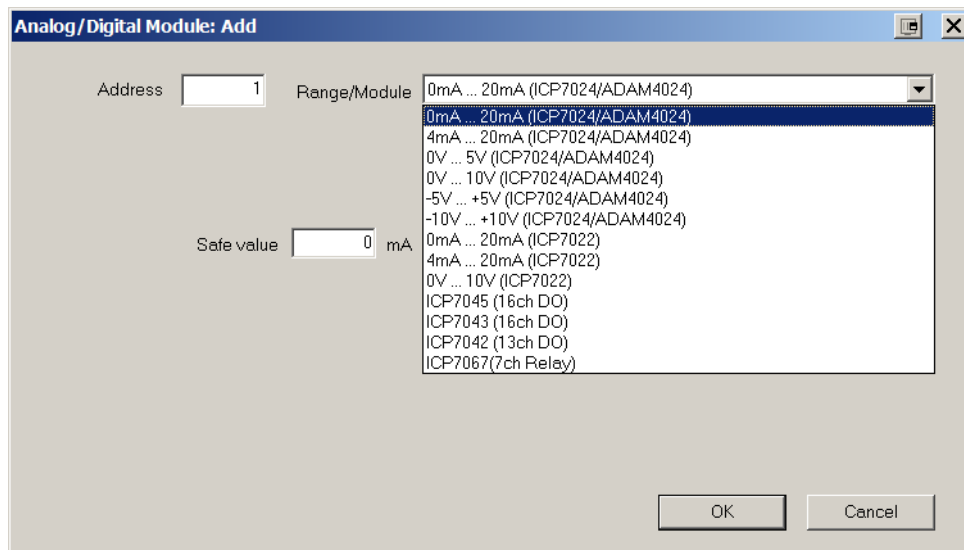 Analog/Digital Module: Add
Address 1 Range/Module 0mA ... 20mA (ICP7024/ADAM4024)
0mA ... 20mA (ICP7024/ADAM4024)
4mA ... 20mA (ICP7024/ADAM4024)
0V ... 5V (ICP7024/ADAM4024)
0V ... 10V (ICP7024/ADAM4024)
-5V ... +5V (ICP7024/ADAM4024)
-10V ... +10V (ICP7024/ADAM4024)
Safe value 0 mA
0mA ... 20mA (ICP7022)
4mA ... 20mA (ICP7022)
0V ... 10V (ICP7022)
ICP7045 (16ch DO)
ICP7043 (16ch DO)
ICP7042 (13ch DO)
ICP7067(7ch Relay)
OK Cancel